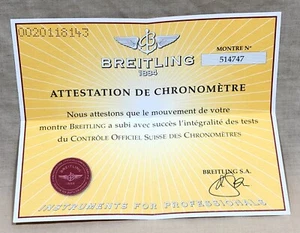 0020118143
MONTRE N°
514747
BREITLING
1884
ATTESTATION DE CHRONOMÈTRE
Nous attestons que le mouvement de votre
montre BREITLING a subi avec succès l'intégralité des tests
du CONTRÔLE OFFICIEL SUISSE DES CHRONOMÈTRES
BREITLING S.A.
INSTRUMENTS FOR PROFESSIONALS